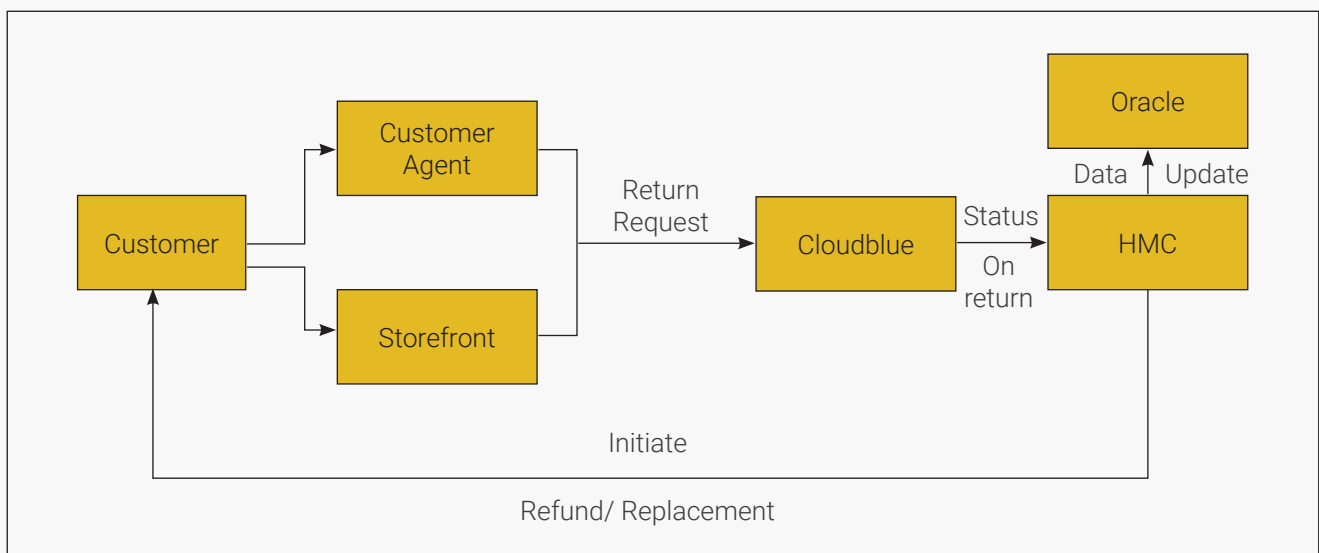 Customer
Customer
Agent
Storefront
Return
Request
Cloudblue
Status
On
return
Oracle
Data Update
HMC
Initiate
Refund/ Replacement